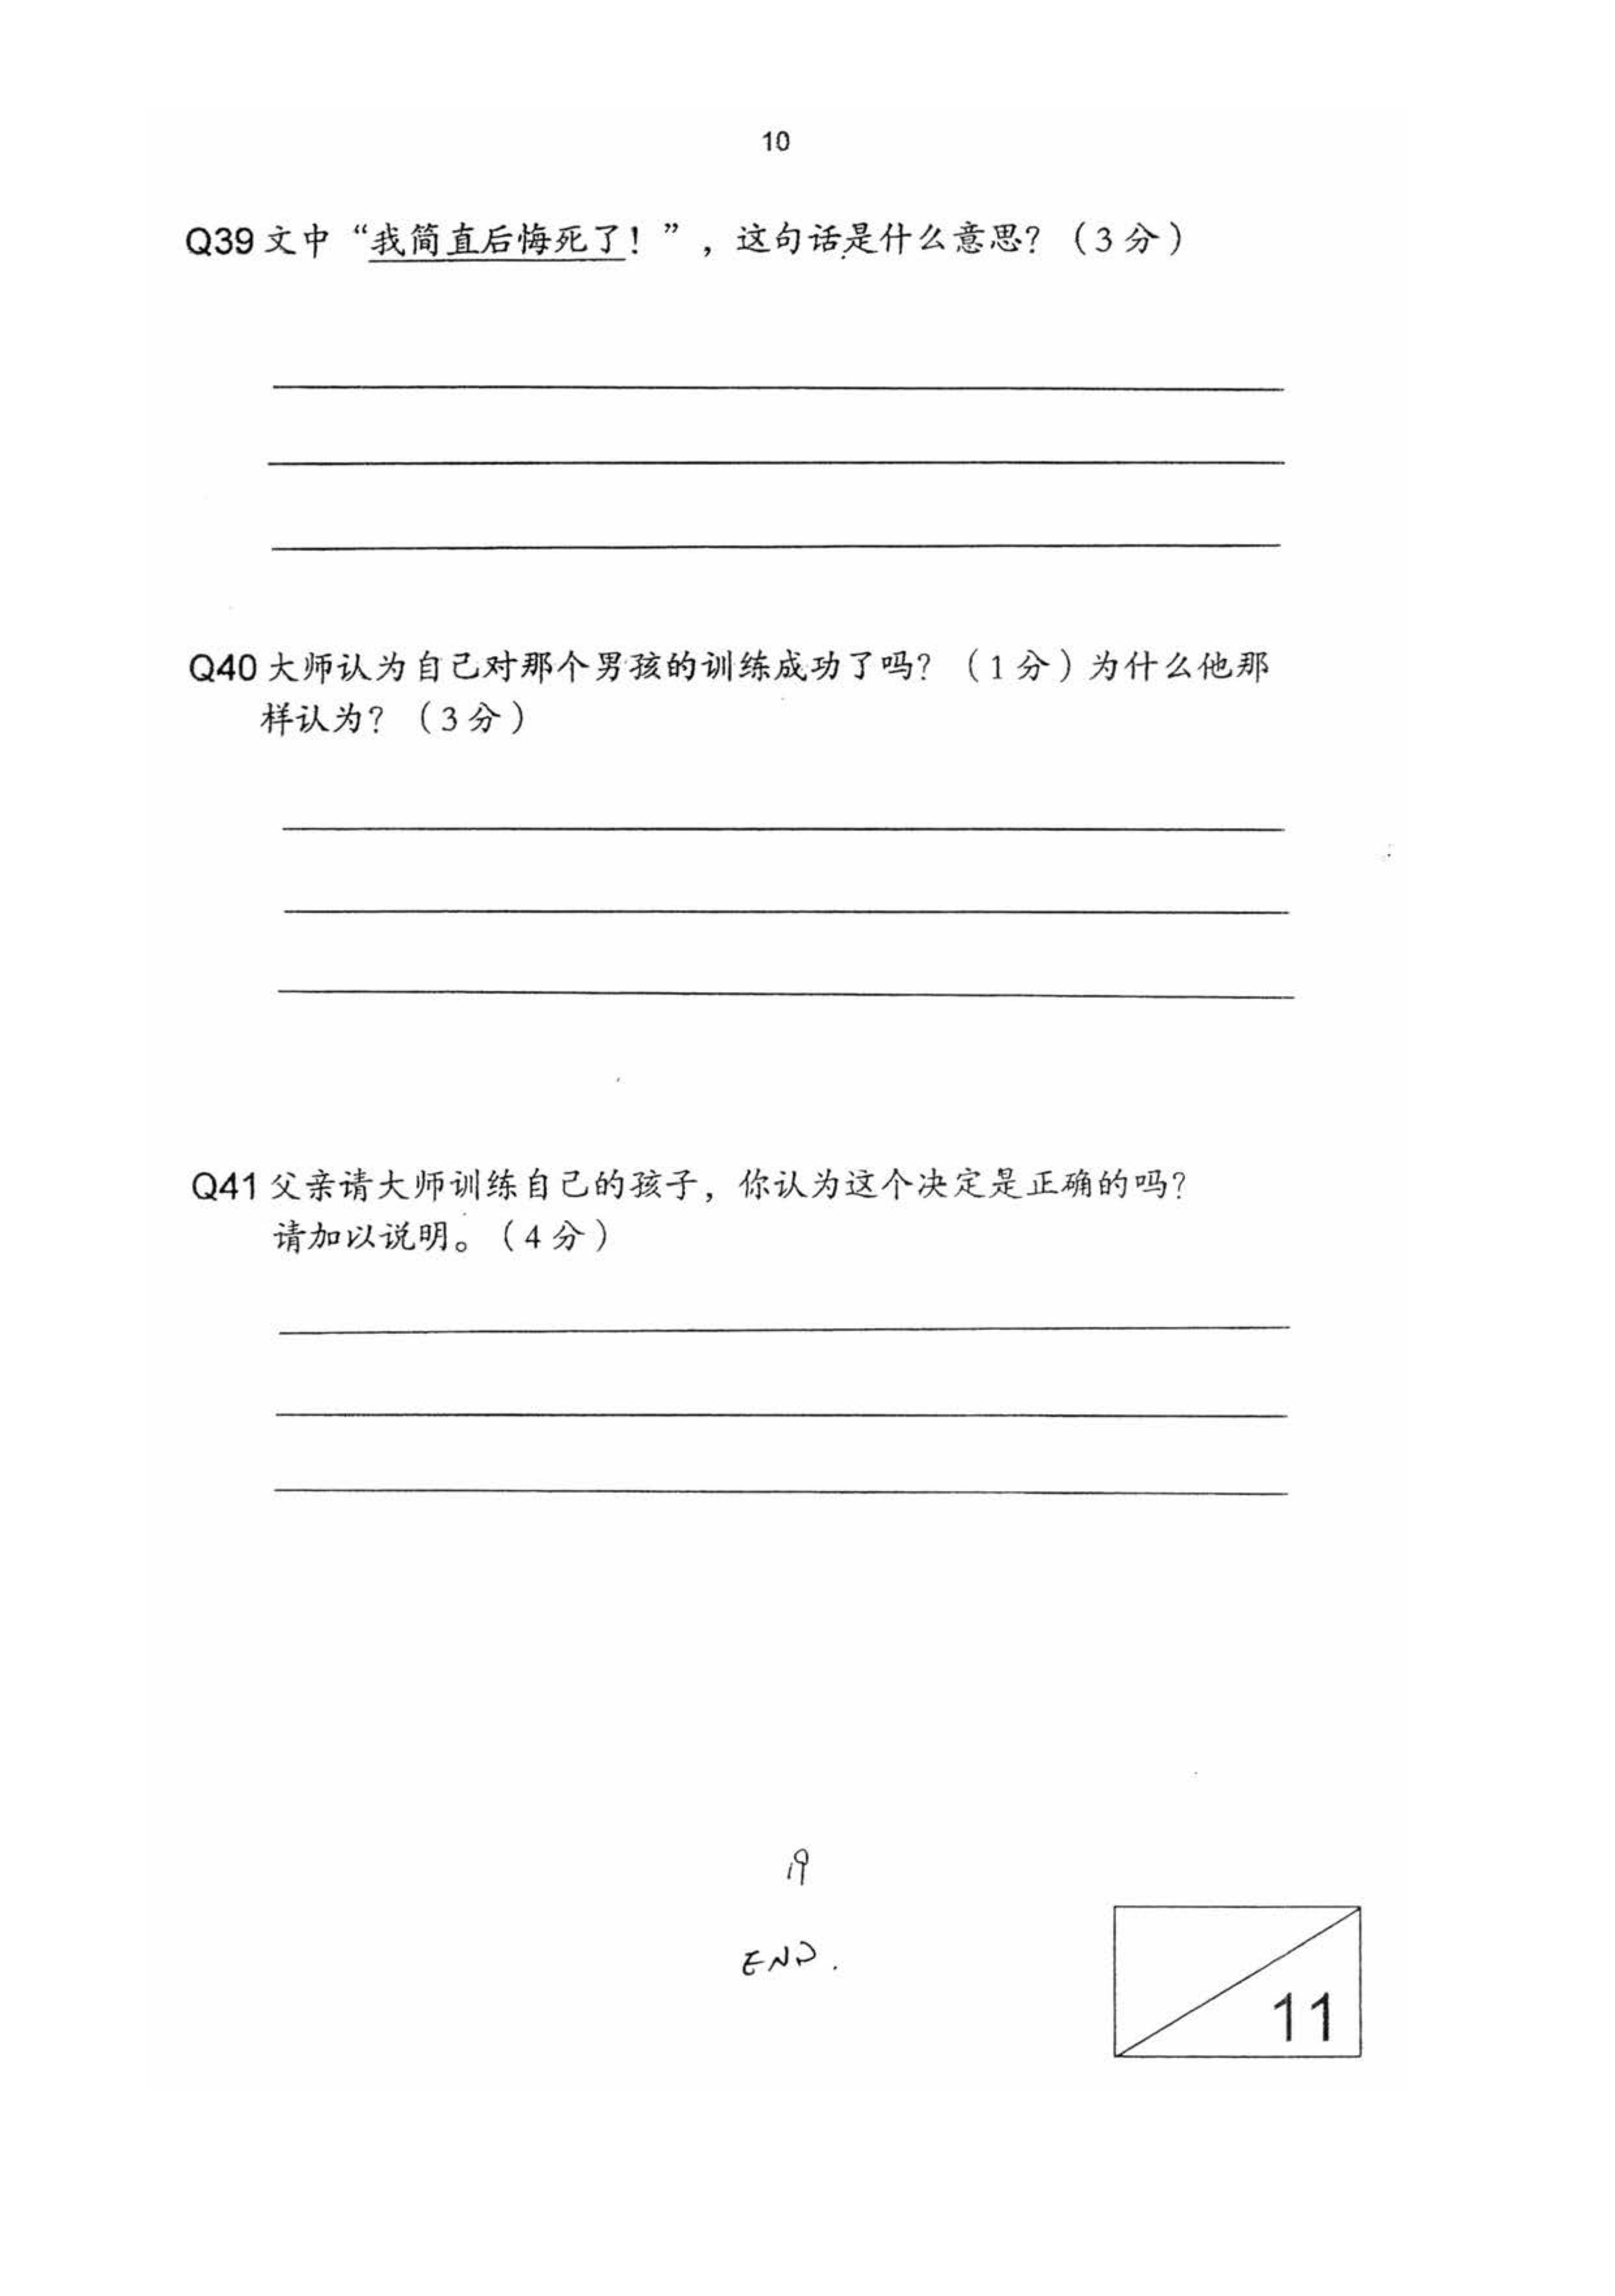 10
Q39 文中“我简直后悔死了！”，这句话是什么意思？（3 分）
Q40 大师认为自己对那个男孩的训练成功了吗？（1 分）为什么他那
样认为？（3 分）
Q41 父亲请大师训练自己的孩子，你认为这个决定是正确的吗？
请加以说明。（4 分）
19
END.
11